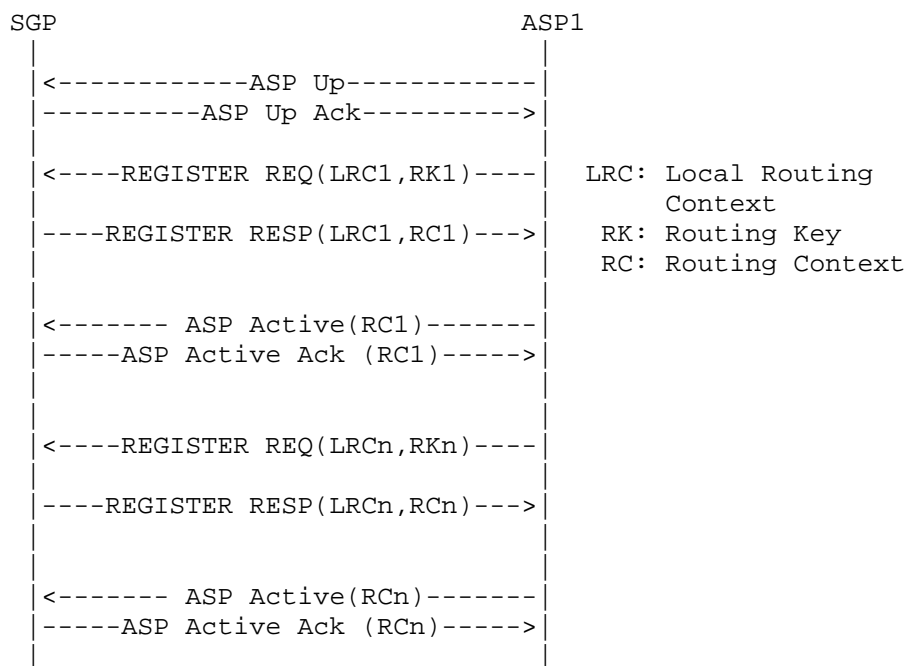 SGP ASP1
<------------ASP Up------------
----------ASP Up Ack---------->
<----REGISTER REQ(LRC1,RK1)---- LRC: Local Routing
Context
----REGISTER RESP(LRC1,RC1)---> RK: Routing Key
RC: Routing Context
<------- ASP Active(RC1)-------
-----ASP Active Ack (RC1)----->
<----REGISTER REQ(LRCn,RKn)----
----REGISTER RESP(LRCn,RCn)--->
<------- ASP Active(RCn)-------
-----ASP Active Ack (RCn)----->